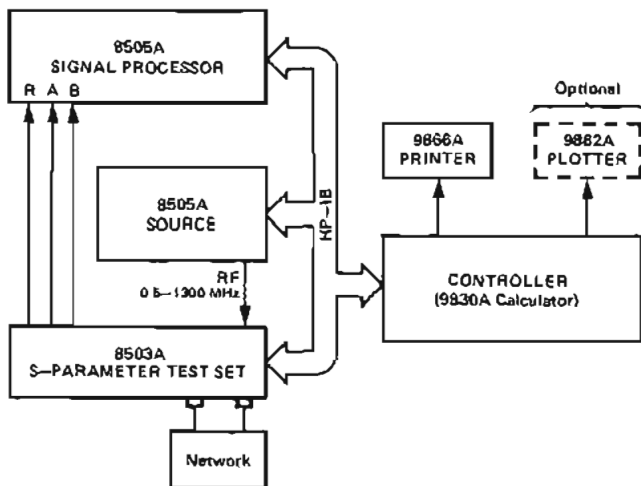 8505A
SIGNAL PROCESSOR
R A B
Optional
9866A
PRINTER
9862A
PLOTTER
8505A
SOURCE
HP–IB
RF
0.5–1300 MHz
CONTROLLER
(9830A Calculator)
8503A
S–PARAMETER TEST SET
Network